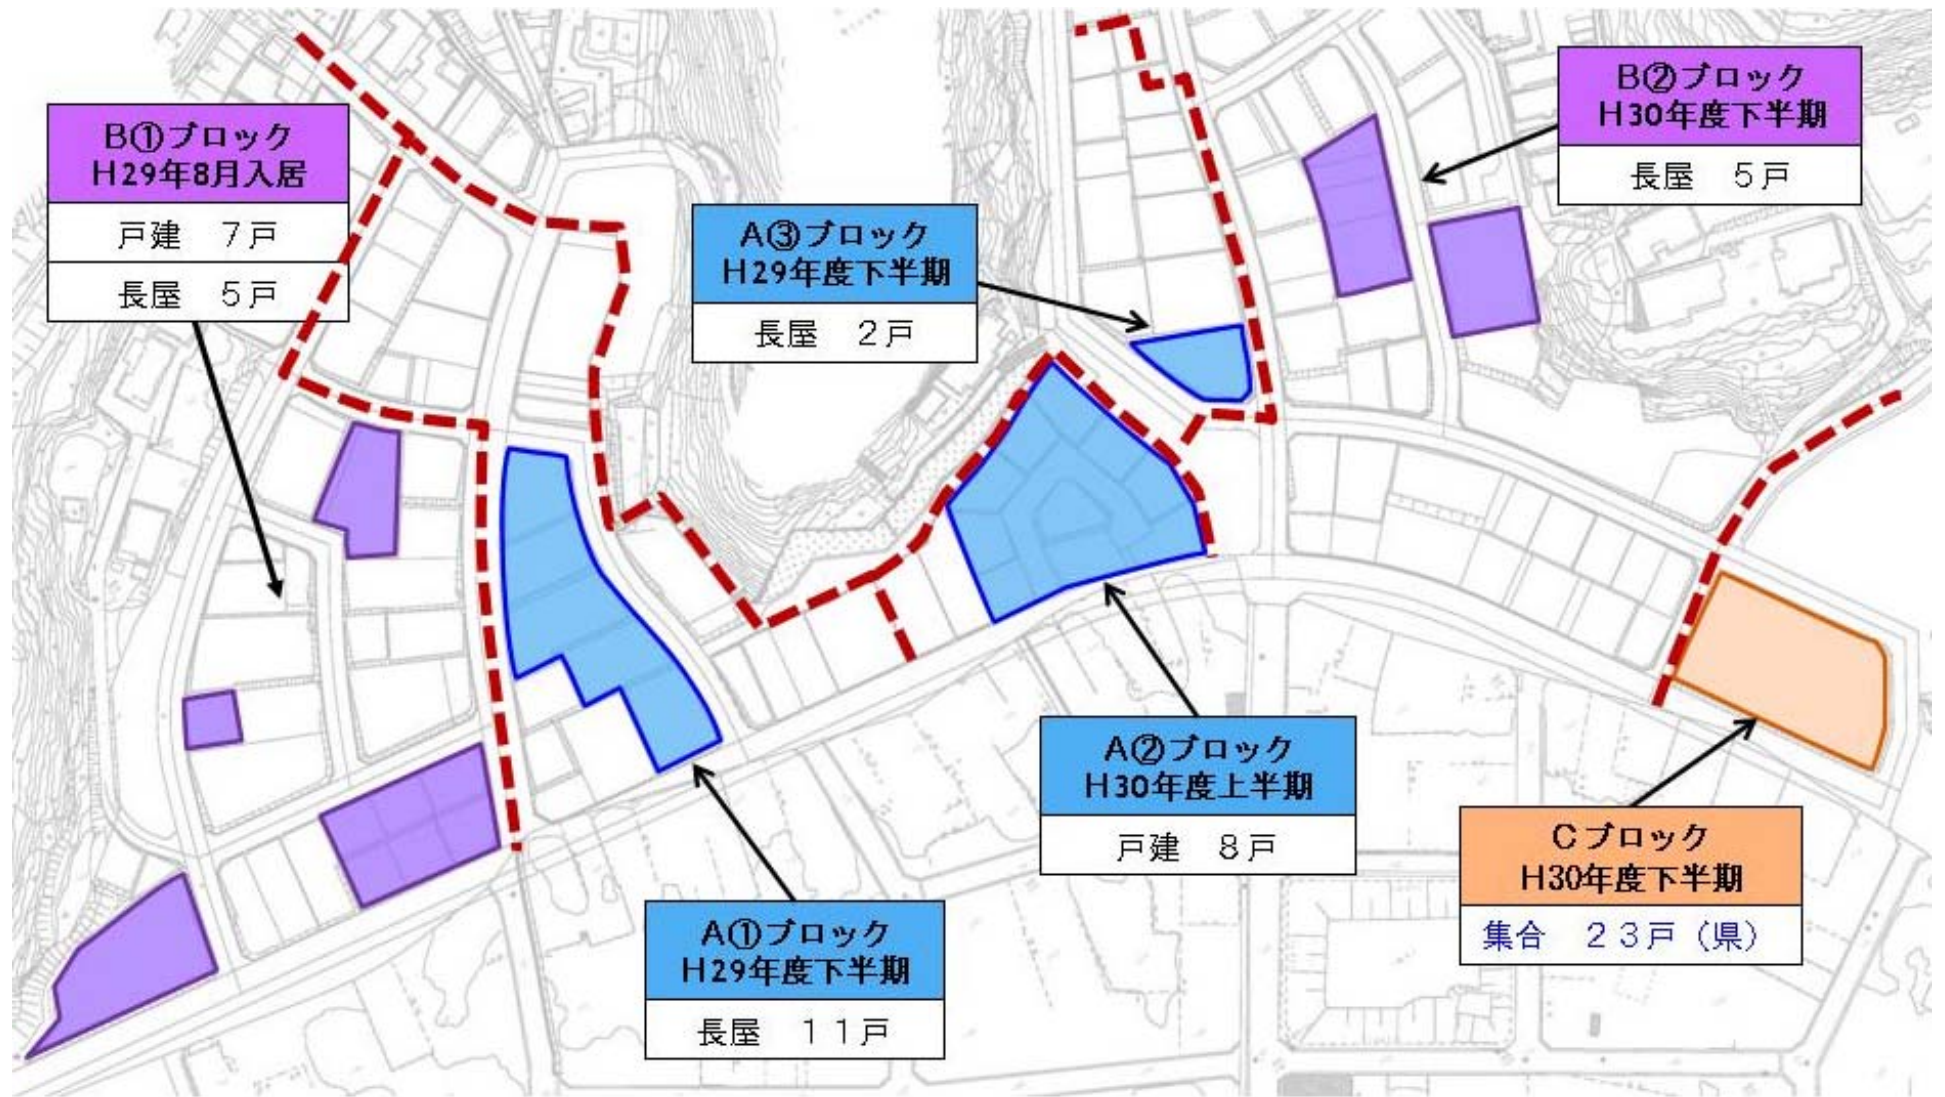 B①ブロック
H29年8月入居
戸建　7戸
長屋　5戸
A③ブロック
H29年度下半期
長屋　2戸
B②ブロック
H30年度下半期
長屋　5戸
A②ブロック
H30年度上半期
戸建　8戸
A①ブロック
H29年度下半期
長屋　11戸
Cブロック
H30年度下半期
集合　23戸（県）